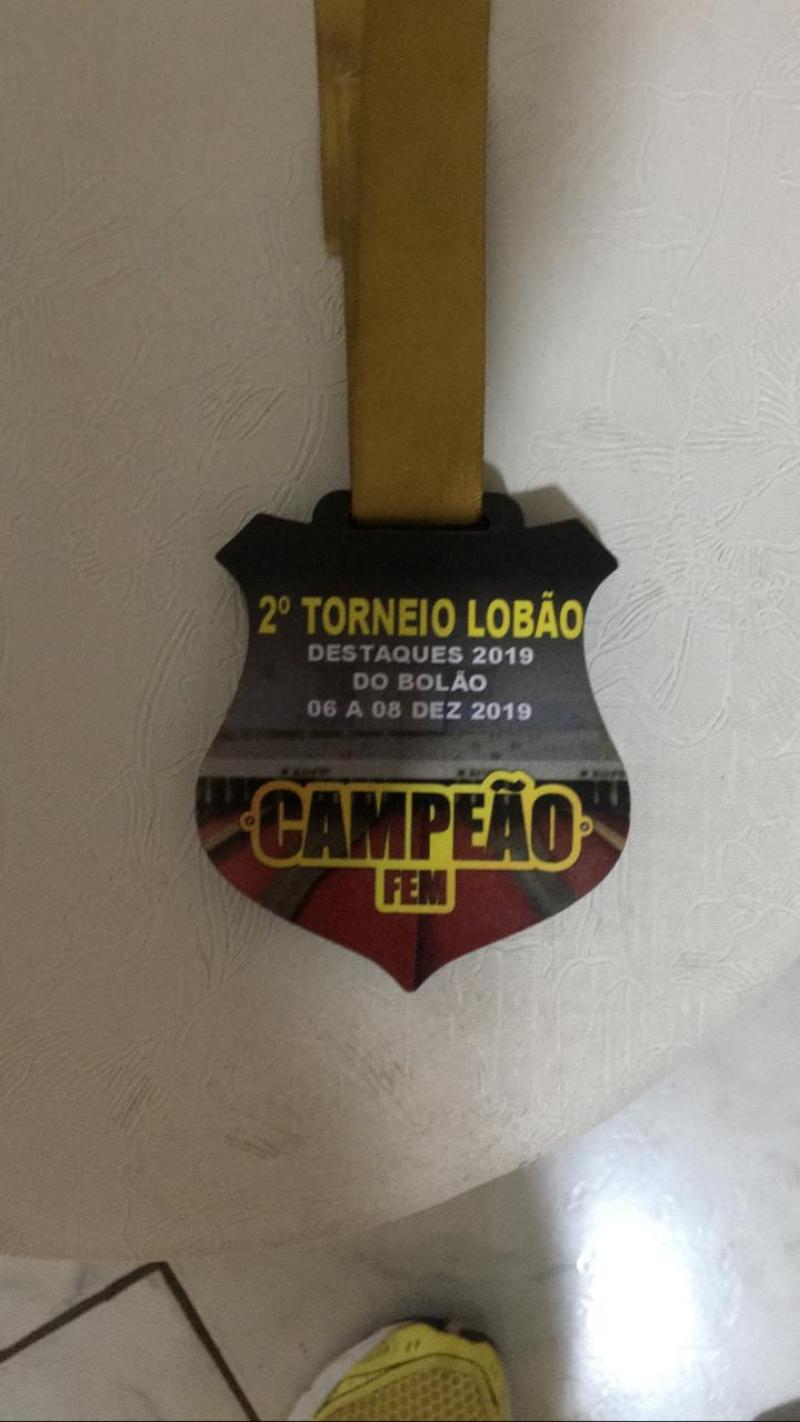 2º TORNEIO LOBÃO
DESTAQUES 2019
DO BOLÃO
06 A 08 DEZ 2019
CAMPEÃO
FEM